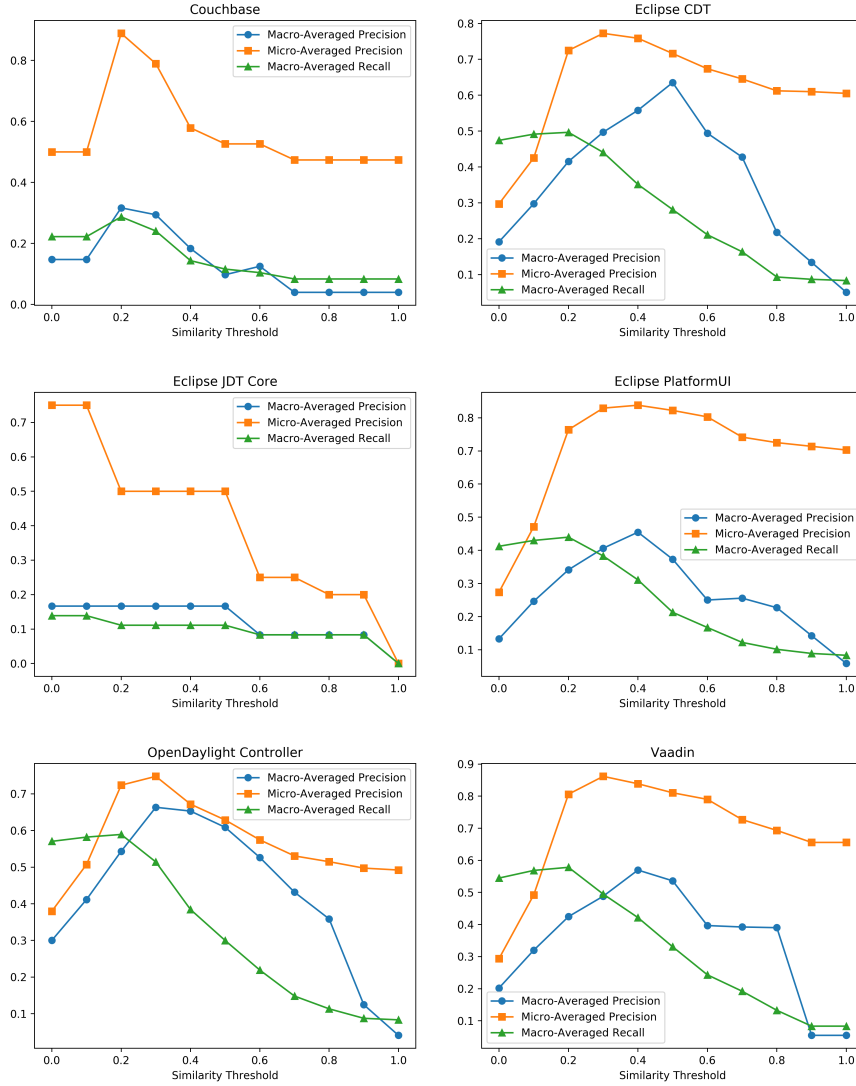 Couchbase
Macro-Averaged Precision
Micro-Averaged Precision
Macro-Averaged Recall
0.8
0.6
0.4
0.2
0.0
0.0 0.2 0.4 0.6 0.8 1.0
Similarity Threshold
Eclipse CDT
0.8
0.7
0.6
0.5
0.4
0.3
0.2
0.1
Macro-Averaged Precision
Micro-Averaged Precision
Macro-Averaged Recall
0.0 0.2 0.4 0.6 0.8 1.0
Similarity Threshold
Eclipse JDT Core
Macro-Averaged Precision
Micro-Averaged Precision
Macro-Averaged Recall
0.7
0.6
0.5
0.4
0.3
0.2
0.1
0.0
0.0 0.2 0.4 0.6 0.8 1.0
Similarity Threshold
Eclipse PlatformUI
0.8
0.7
0.6
0.5
0.4
0.3
0.2
0.1
Macro-Averaged Precision
Micro-Averaged Precision
Macro-Averaged Recall
0.0 0.2 0.4 0.6 0.8 1.0
Similarity Threshold
OpenDaylight Controller
Macro-Averaged Precision
Micro-Averaged Precision
Macro-Averaged Recall
0.7
0.6
0.5
0.4
0.3
0.2
0.1
0.0 0.2 0.4 0.6 0.8 1.0
Similarity Threshold
Vaadin
0.9
0.8
0.7
0.6
0.5
0.4
0.3
0.2
0.1
Macro-Averaged Precision
Micro-Averaged Precision
Macro-Averaged Recall
0.0 0.2 0.4 0.6 0.8 1.0
Similarity Threshold